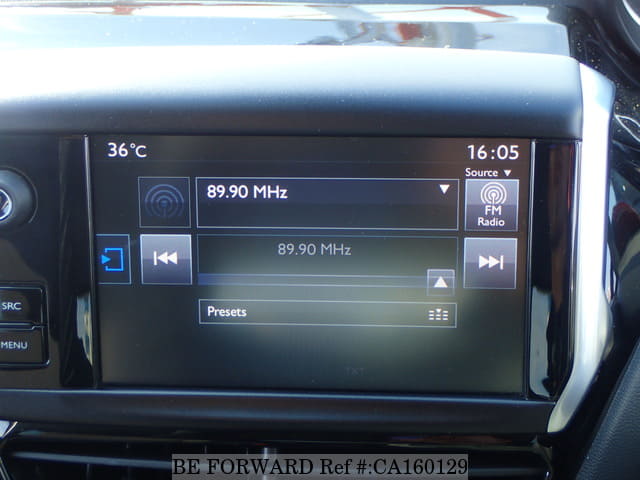 36°C
16:05
Source ▼
89.90 MHz ▼
FM
Radio
89.90 MHz
SRC
Presets
MENU
TXT
BE FORWARD Ref #:CA160129